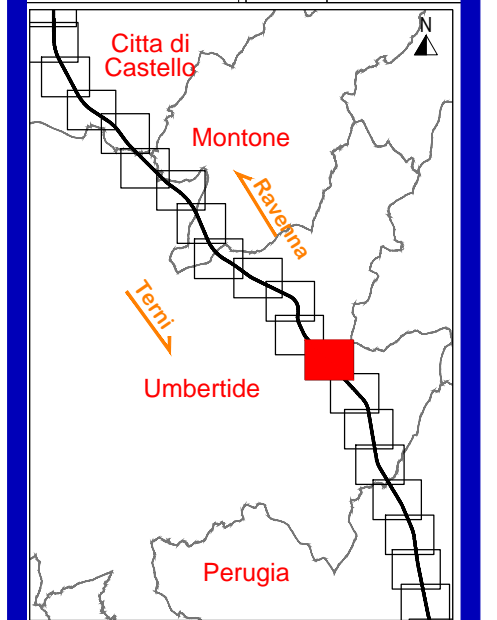 N
Citta di
Castello
Montone
Ravenna
Terni
Umbertide
Perugia